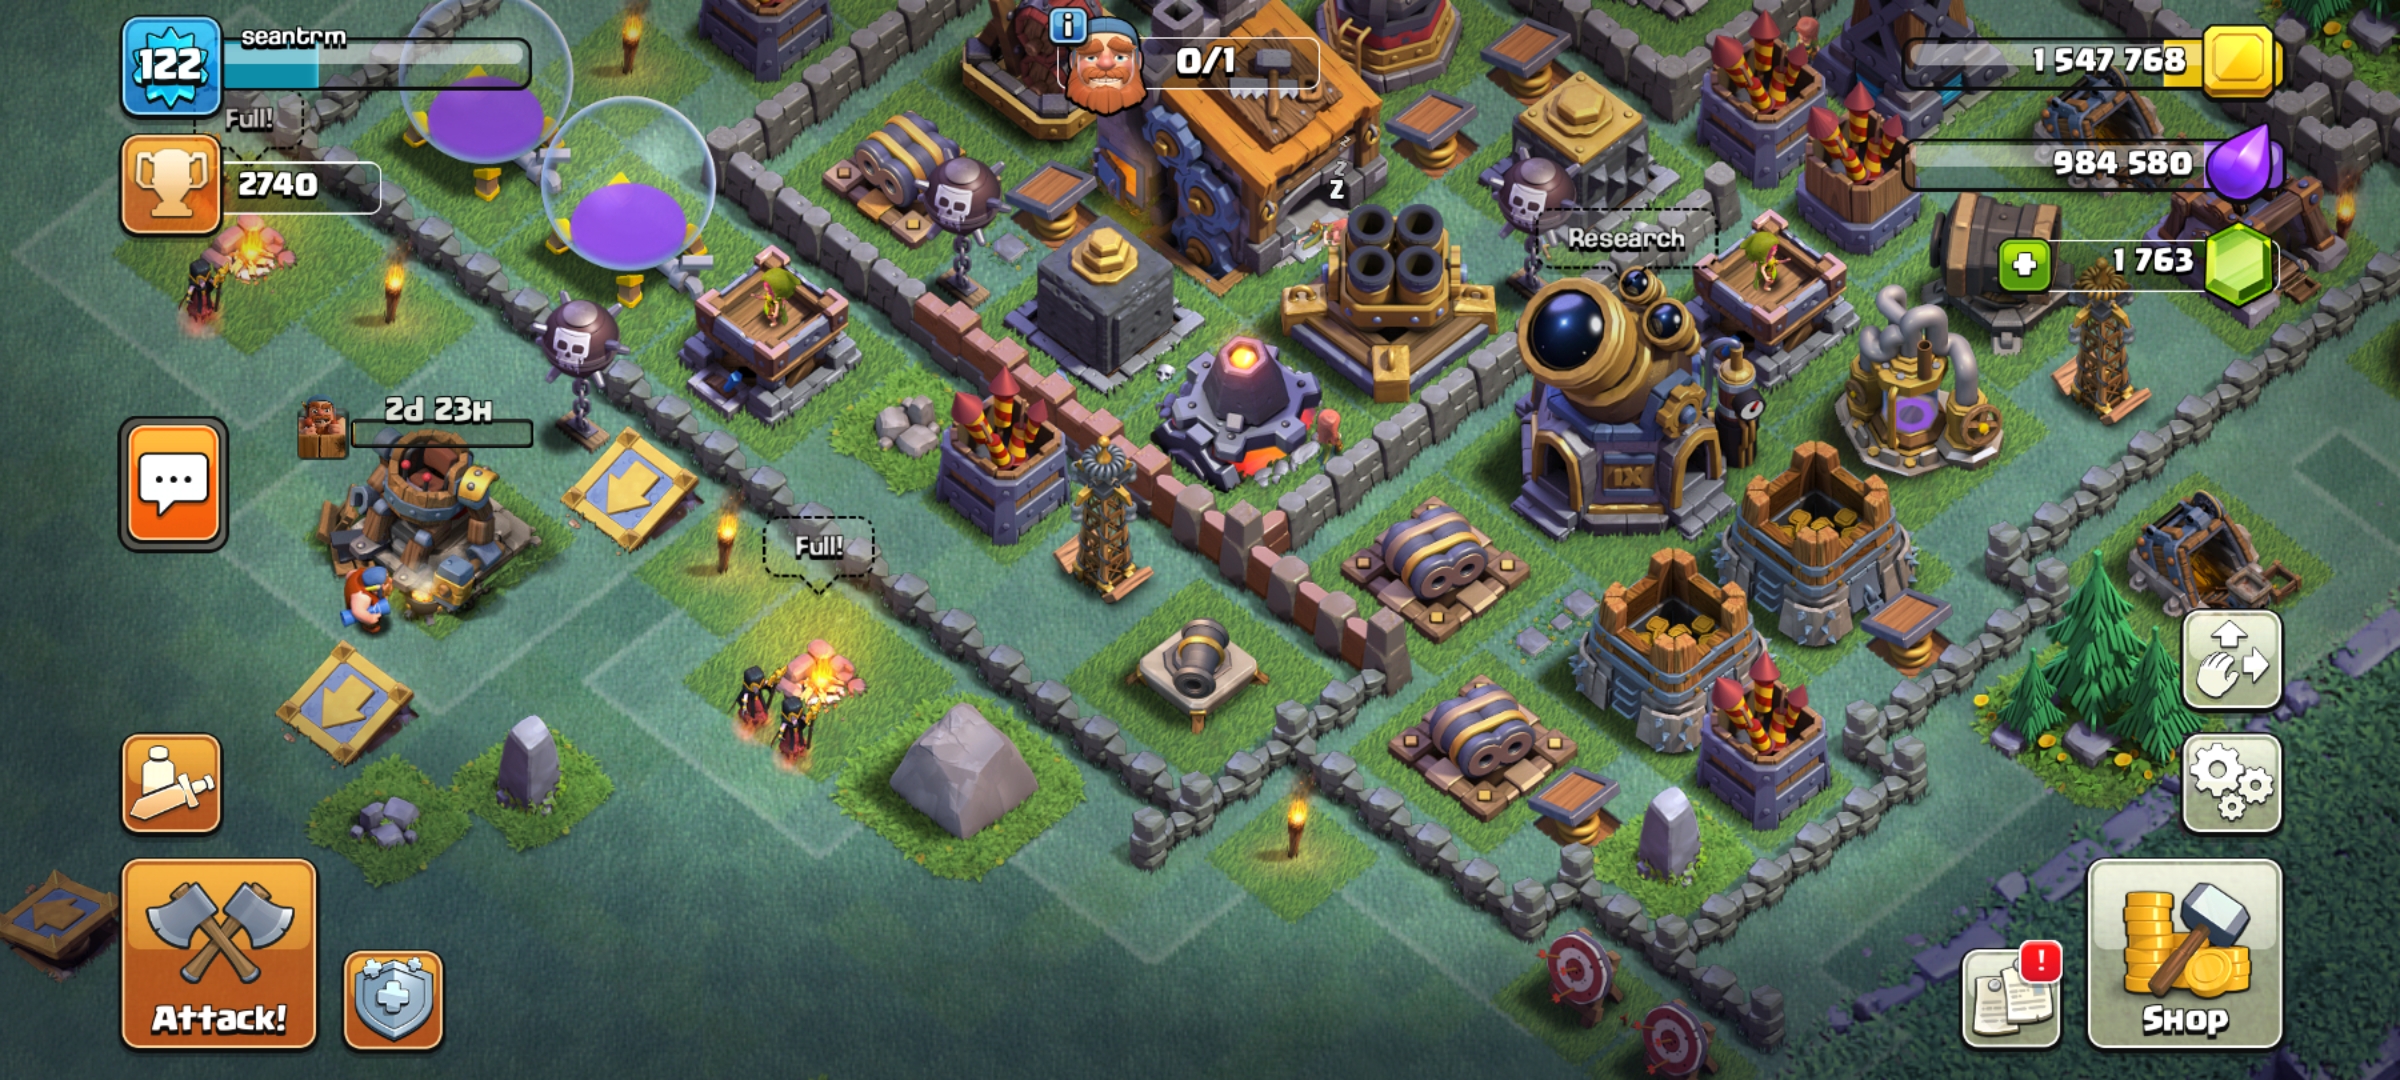 122
seantrm
0/1
1 547 768
Full!
984 580
2740
Research
1 763
z
z
Z
2d 23H
IX
Full!
Attack!
!
Shop